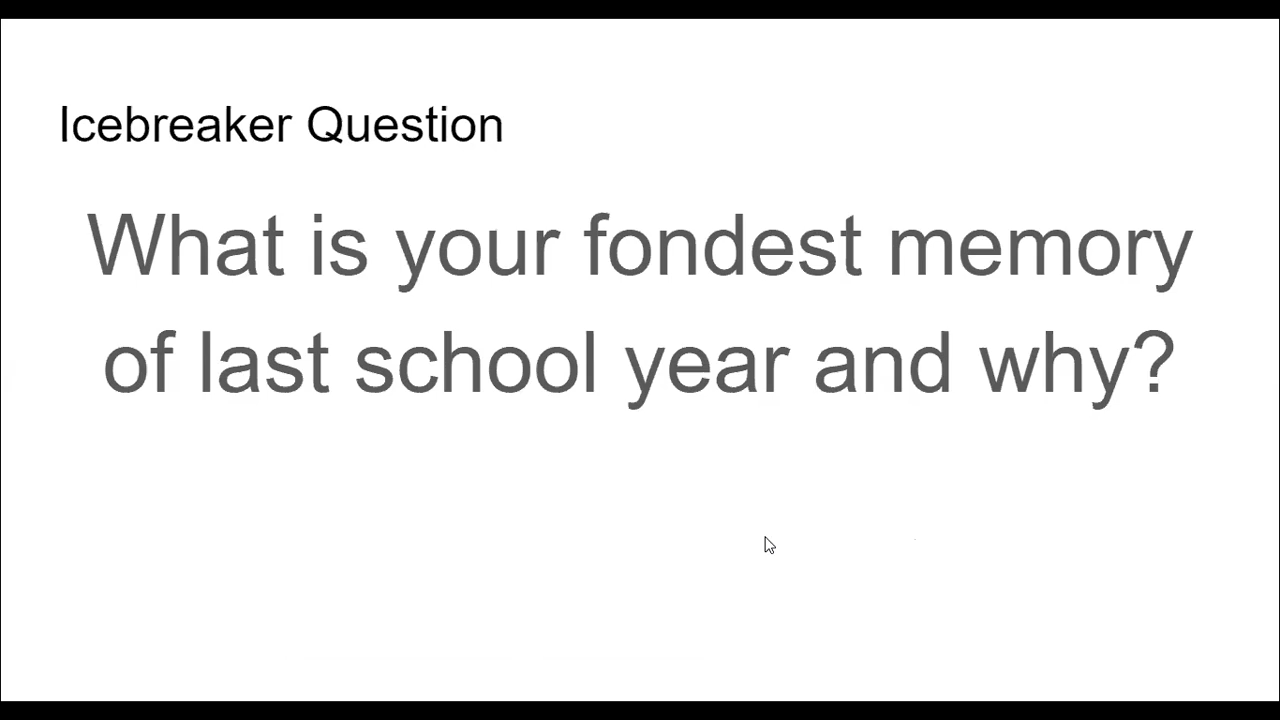 Icebreaker Question
What is your fondest memory
of last school year and why?